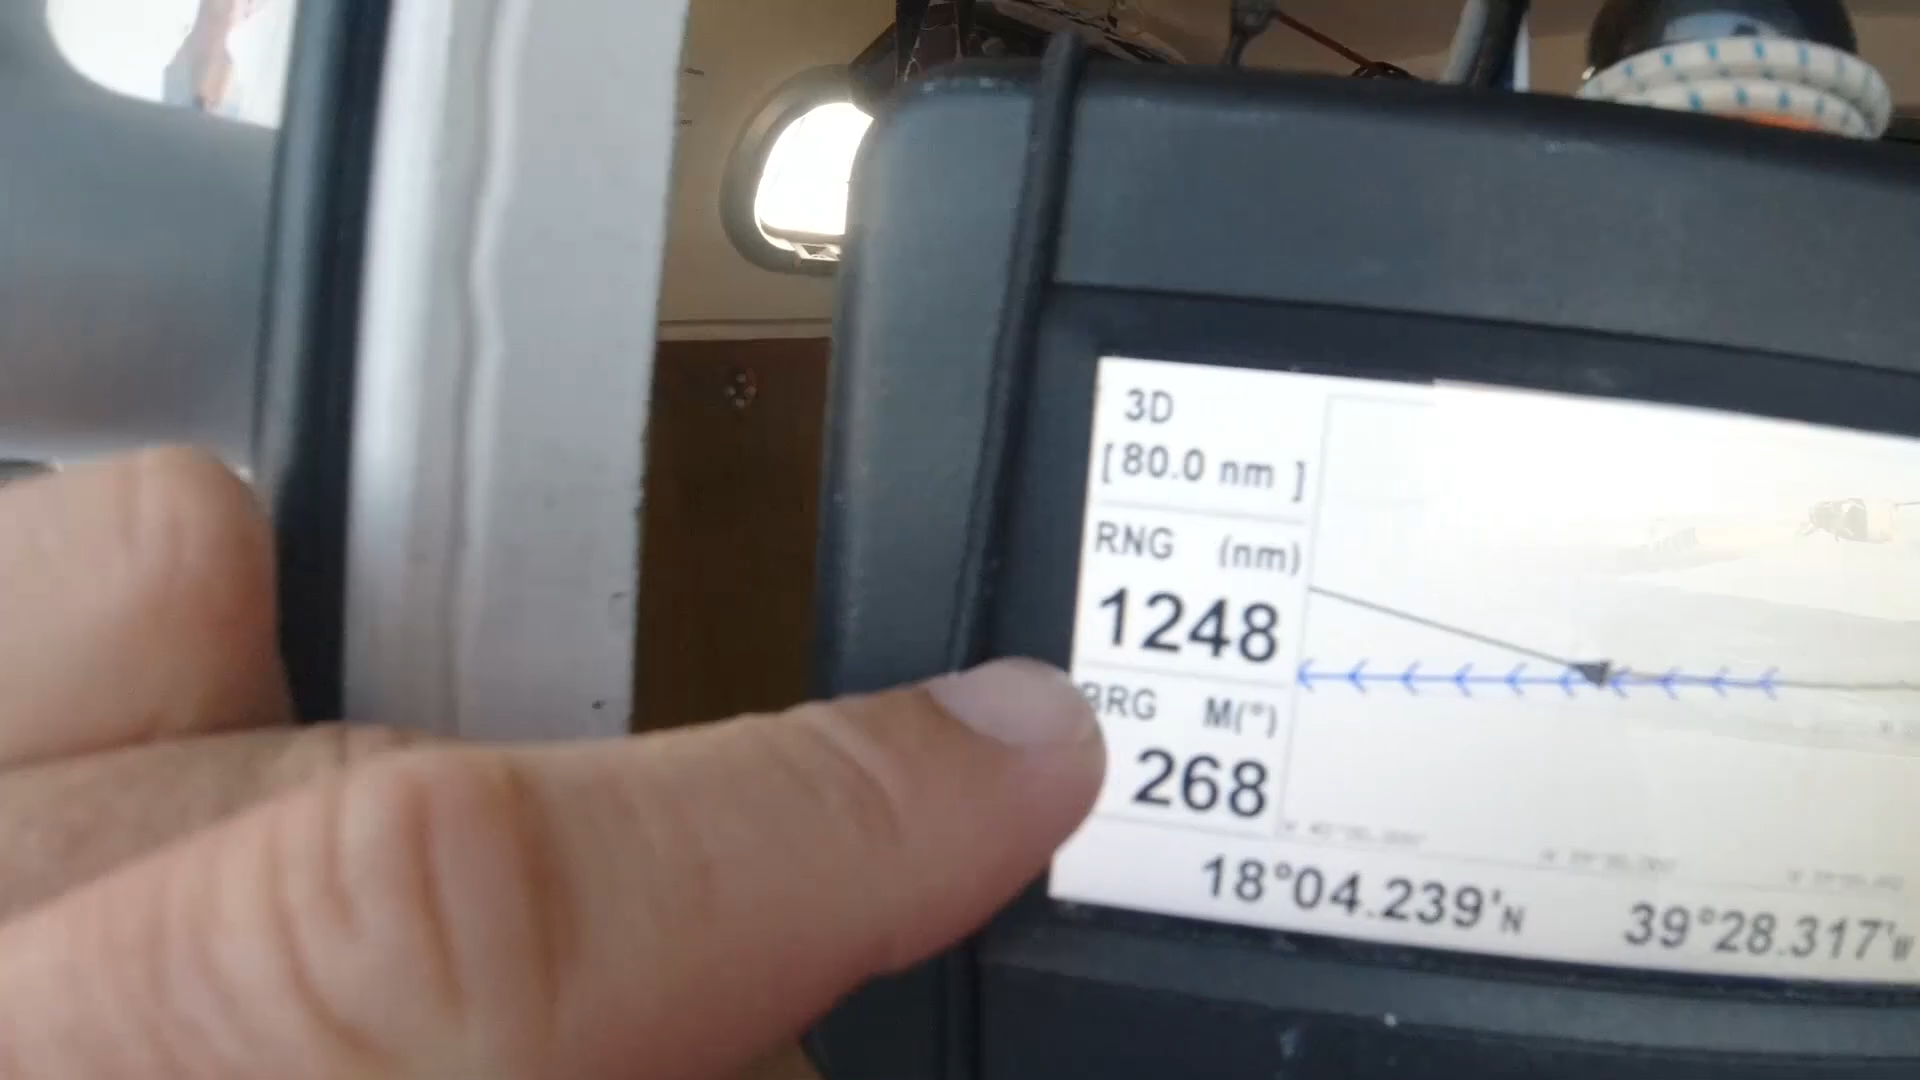 3D
[ 80.0 nm ]
RNG (nm)
1248
BRG M(°)
268
18°04.239'N 39°28.317'W